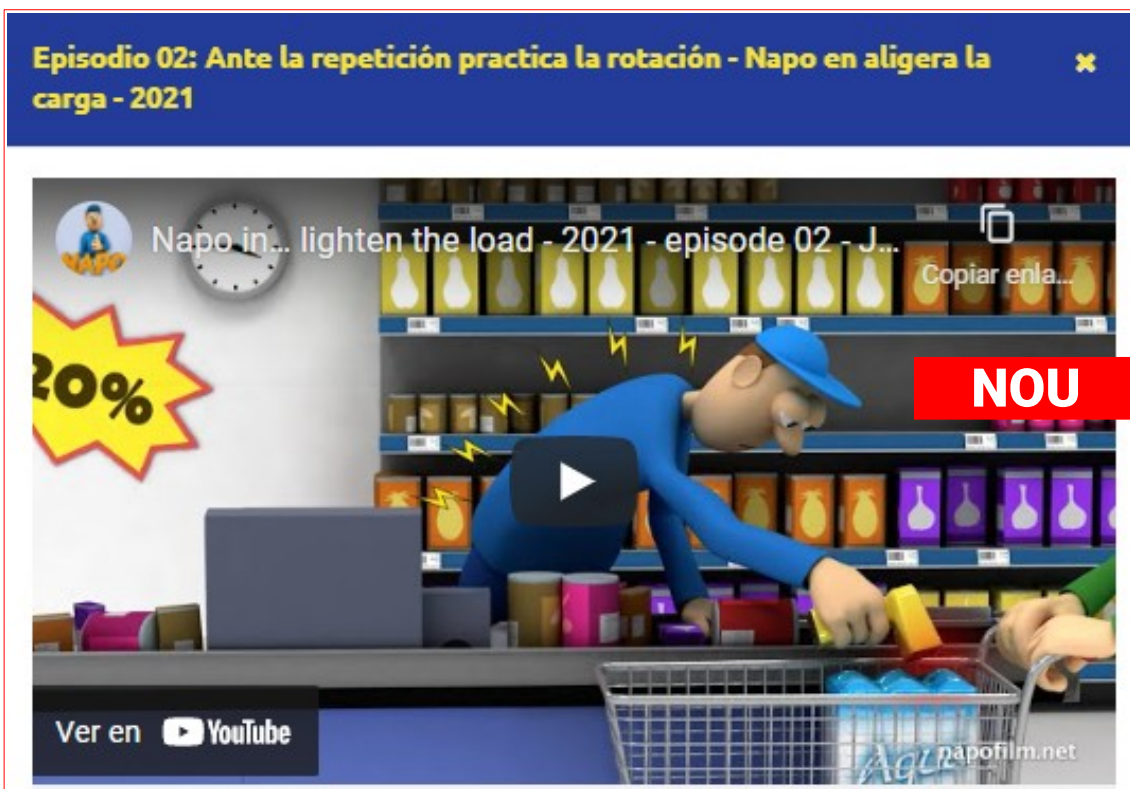 Episodio 02: Ante la repetición practica la rotación - Napo en aligera la
carga - 2021
NAPO
Napo in... lighten the load - 2021 - episode 02 - J...
Copiar enla...
20%
NOU
Ver en YouTube
napofilm.net